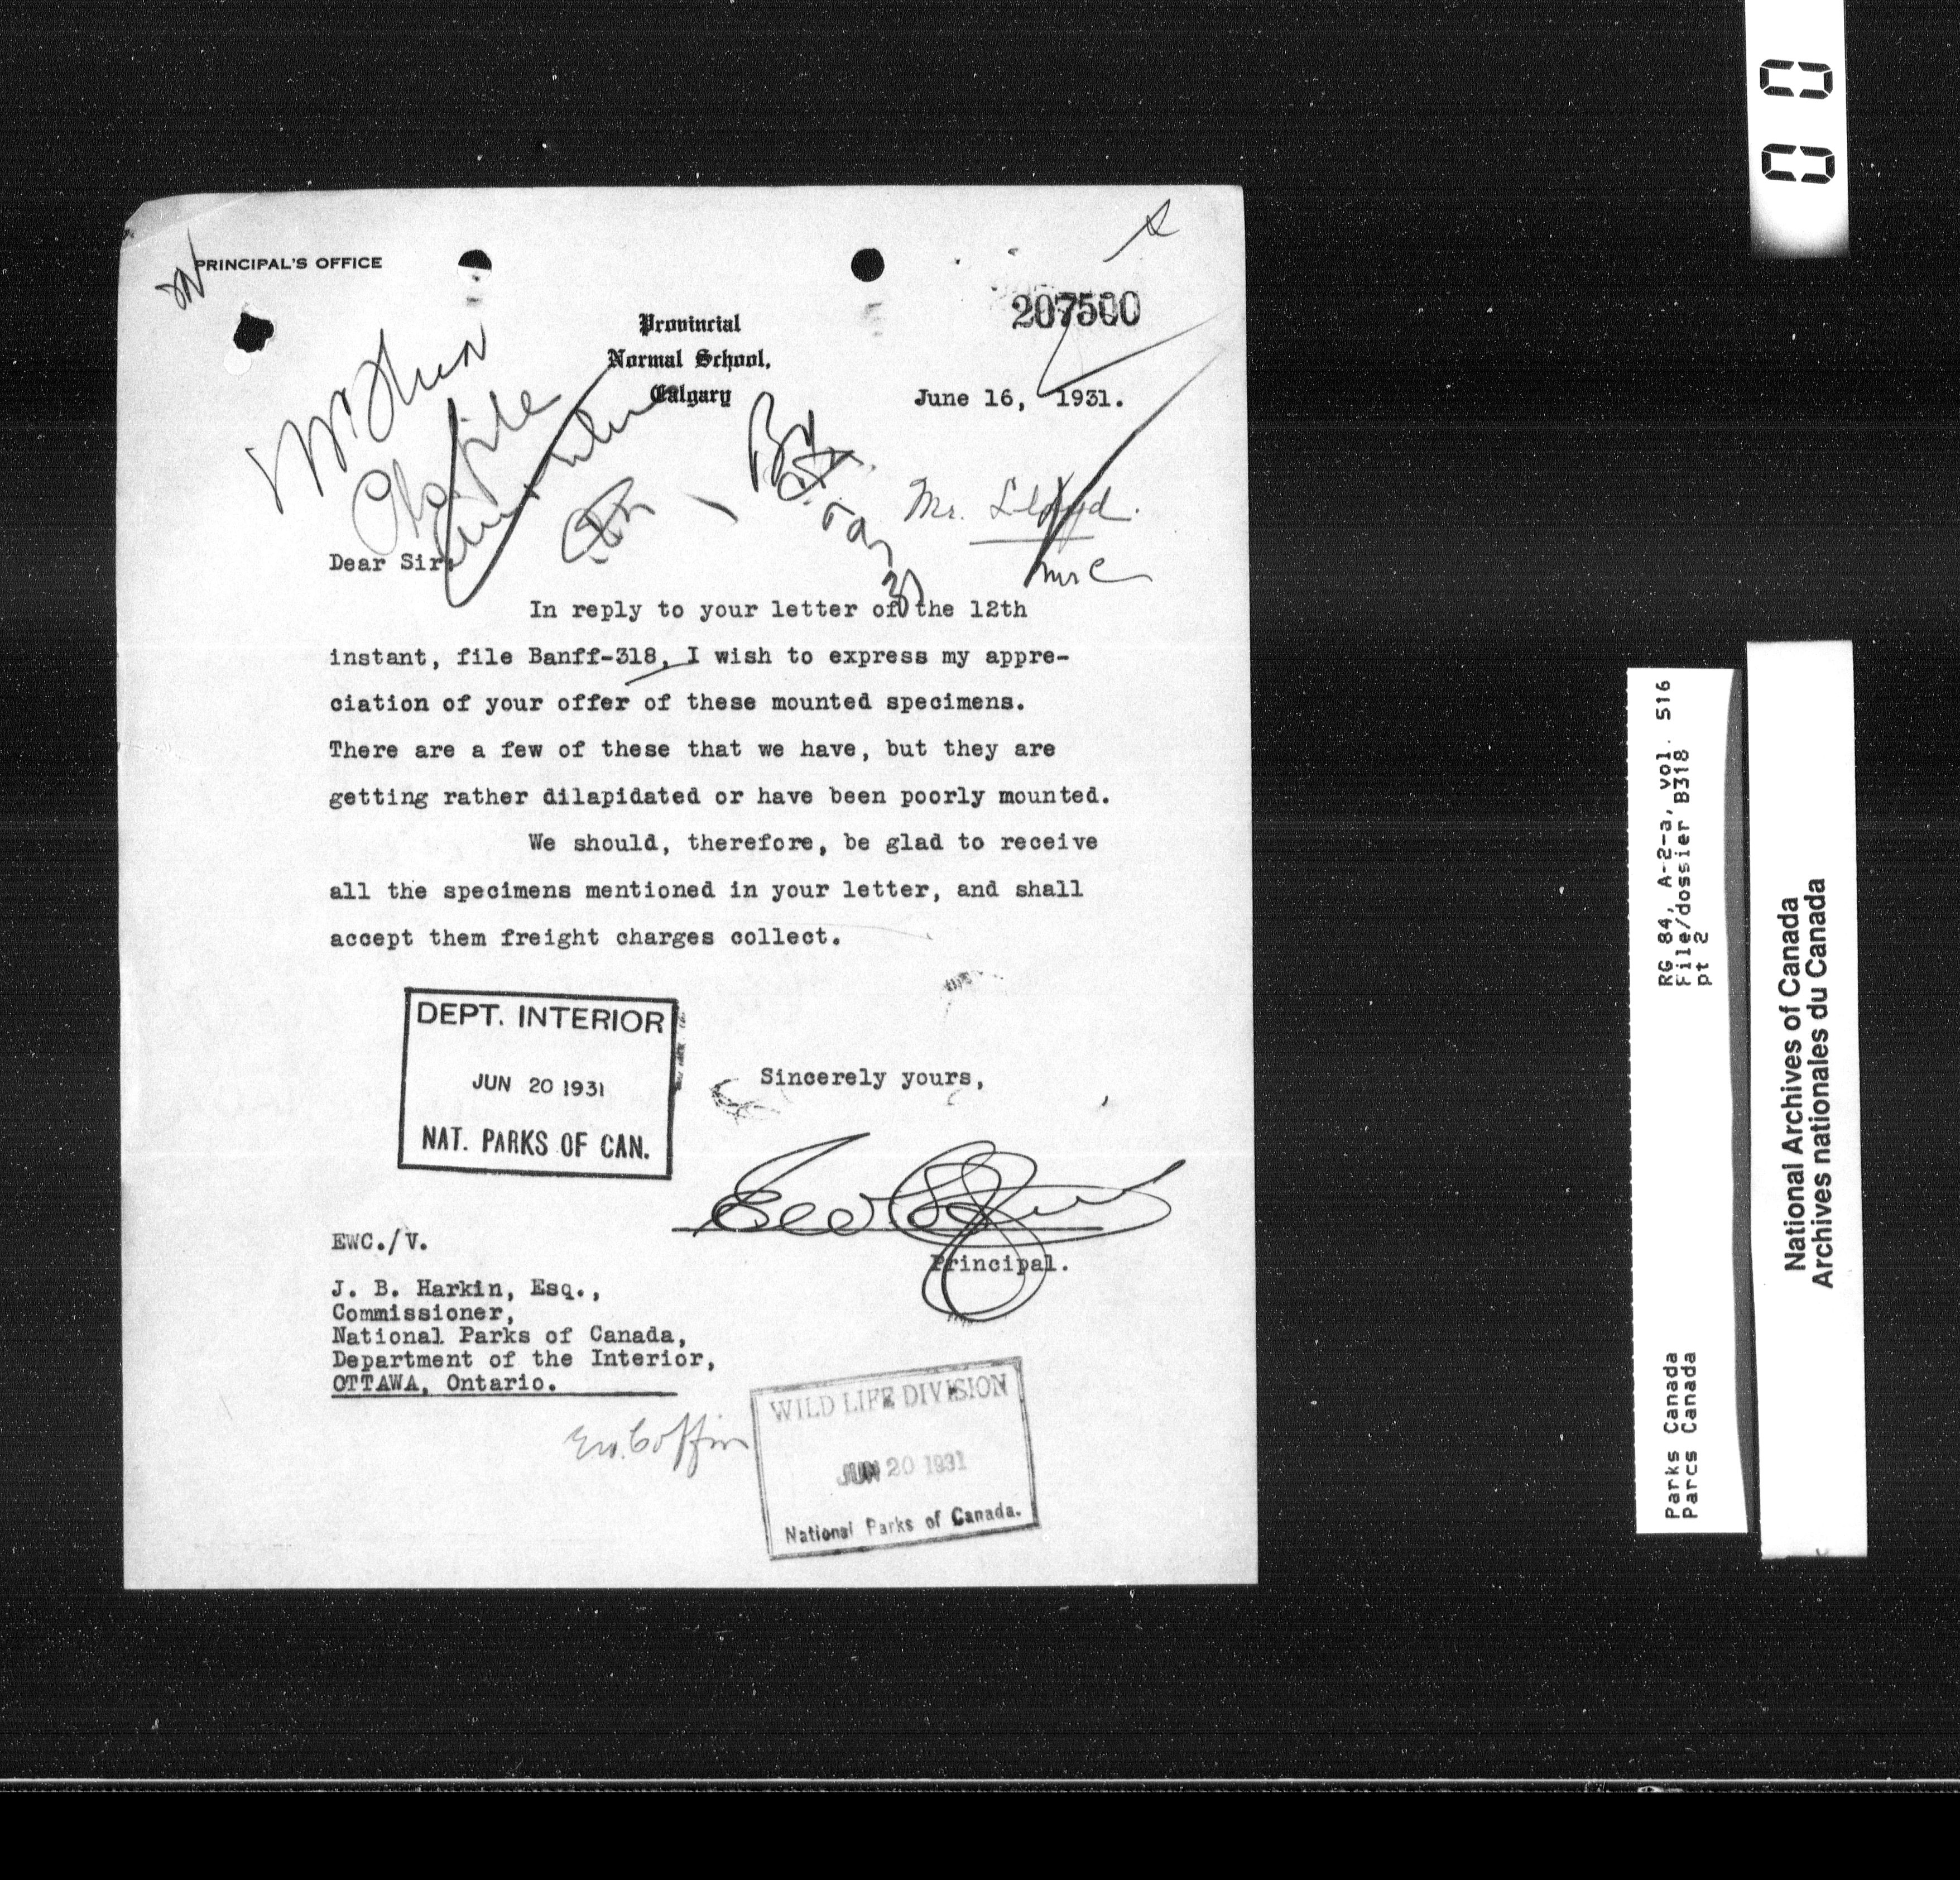 PRINCIPAL'S OFFICE
207500
Provincial
Normal School,
Calgary
June 16, 1931.
Mr. Lloyd.
Dear Sir:
In reply to your letter of the 12th
instant, file Banff-318, I wish to express my appre-
ciation of your offer of these mounted specimens.
There are a few of these that we have, but they are
getting rather dilapidated or have been poorly mounted.
We should, therefore, be glad to receive
all the specimens mentioned in your letter, and shall
accept them freight charges collect.
DEPT. INTERIOR
JUN 20 1931
NAT. PARKS OF CAN.
Sincerely yours,
Principal.
EWC./V.
J. B. Harkin, Esq.,
Commissioner,
National Parks of Canada,
Department of the Interior,
OTTAWA, Ontario.
E.W. Coffin
WILD LIFE DIVISION
JUN 20 1931
National Parks of Canada.
RG 84, A-2-a, vol. 516
File/dossier B318
pt 2
Parks Canada
Parcs Canada
National Archives of Canada
Archives nationales du Canada